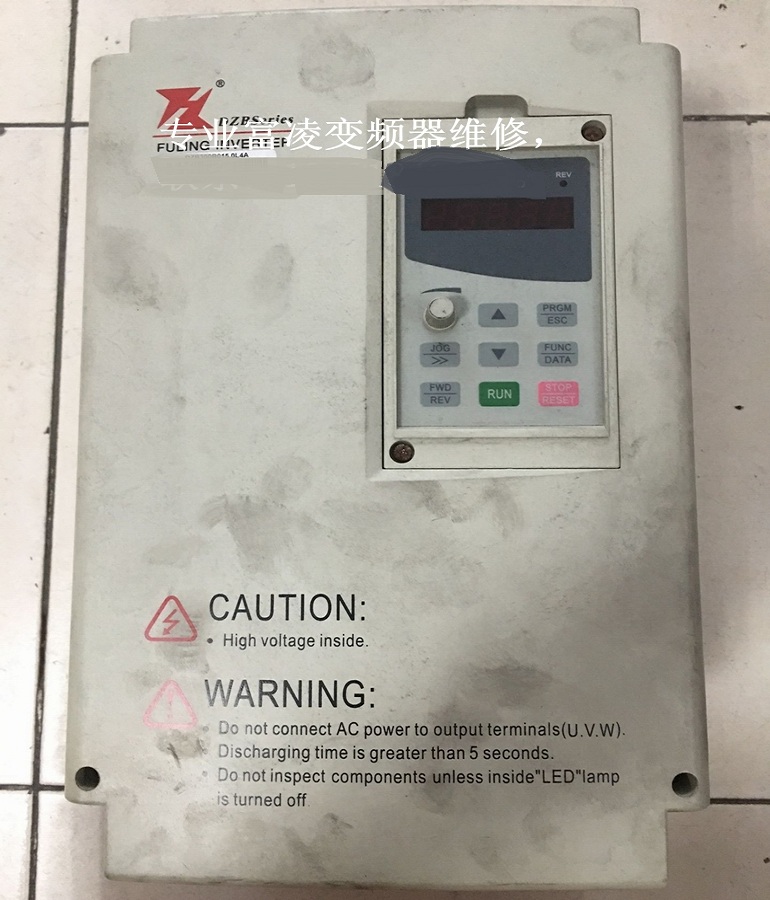 ®
DZBSeries
专业富凌变频器维修，
FULING INVERTER
REV
PRGM
ESC
JOG
>>
FUNC
DATA
FWD
REV
RUN
STOP
RESET
CAUTION:
• High voltage inside.
WARNING:
• Do not connect AC power to output terminals(U.V.W).
• Discharging time is greater than 5 seconds.
• Do not inspect components unless inside"LED"lamp
is turned off